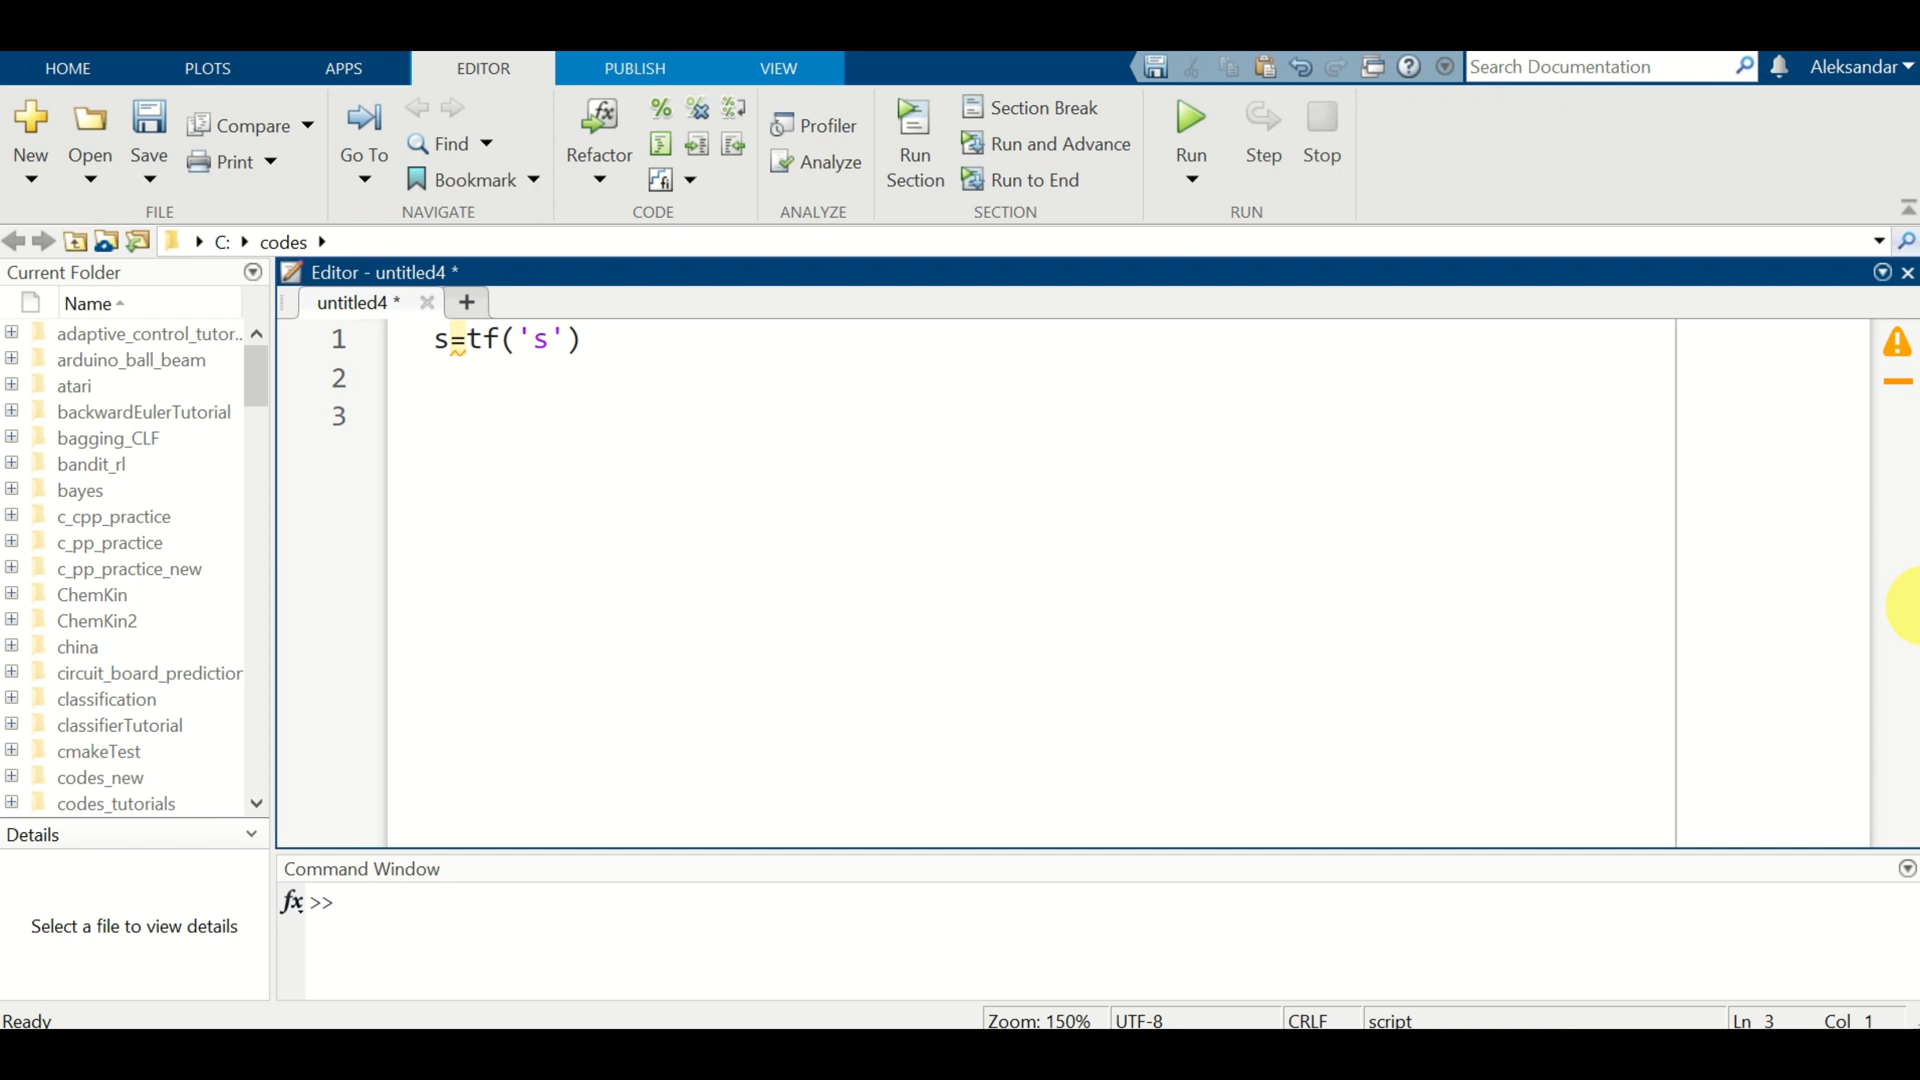 HOME PLOTS APPS EDITOR PUBLISH VIEW Search Documentation Aleksandar
New Open Save Compare Print Go To Find Bookmark Refactor Profiler Analyze Run Section Section Break Run and Advance Run to End Run Step Stop
FILE NAVIGATE CODE ANALYZE SECTION RUN
C: codes
Current Folder
Editor - untitled4 *
Name
untitled4 *
adaptive_control_tutor...
arduino_ball_beam
atari
backwardEulerTutorial
bagging_CLF
bandit_rl
bayes
c_cpp_practice
c_pp_practice
c_pp_practice_new
ChemKin
ChemKin2
china
circuit_board_prediction
classification
classifierTutorial
cmakeTest
codes_new
codes_tutorials
Details
Select a file to view details
1 s=tf('s')
2
3
Command Window
fx >>
Ready
Zoom: 150% UTF-8 CRLF script Ln 3 Col 1